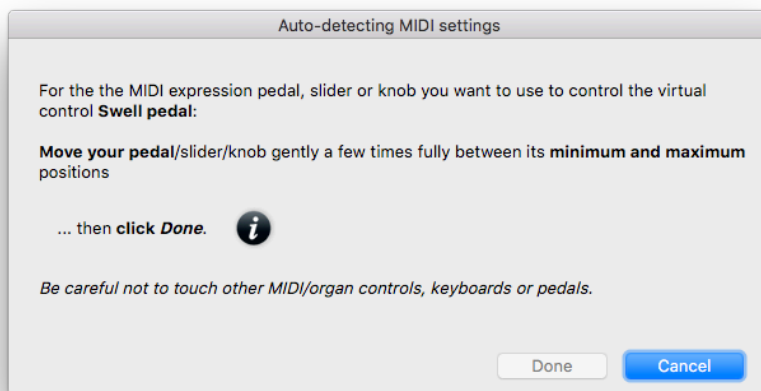 Auto-detecting MIDI settings
For the the MIDI expression pedal, slider or knob you want to use to control the virtual
control Swell pedal:
Move your pedal/slider/knob gently a few times fully between its minimum and maximum
positions
... then click Done.
Be careful not to touch other MIDI/organ controls, keyboards or pedals.
Done Cancel